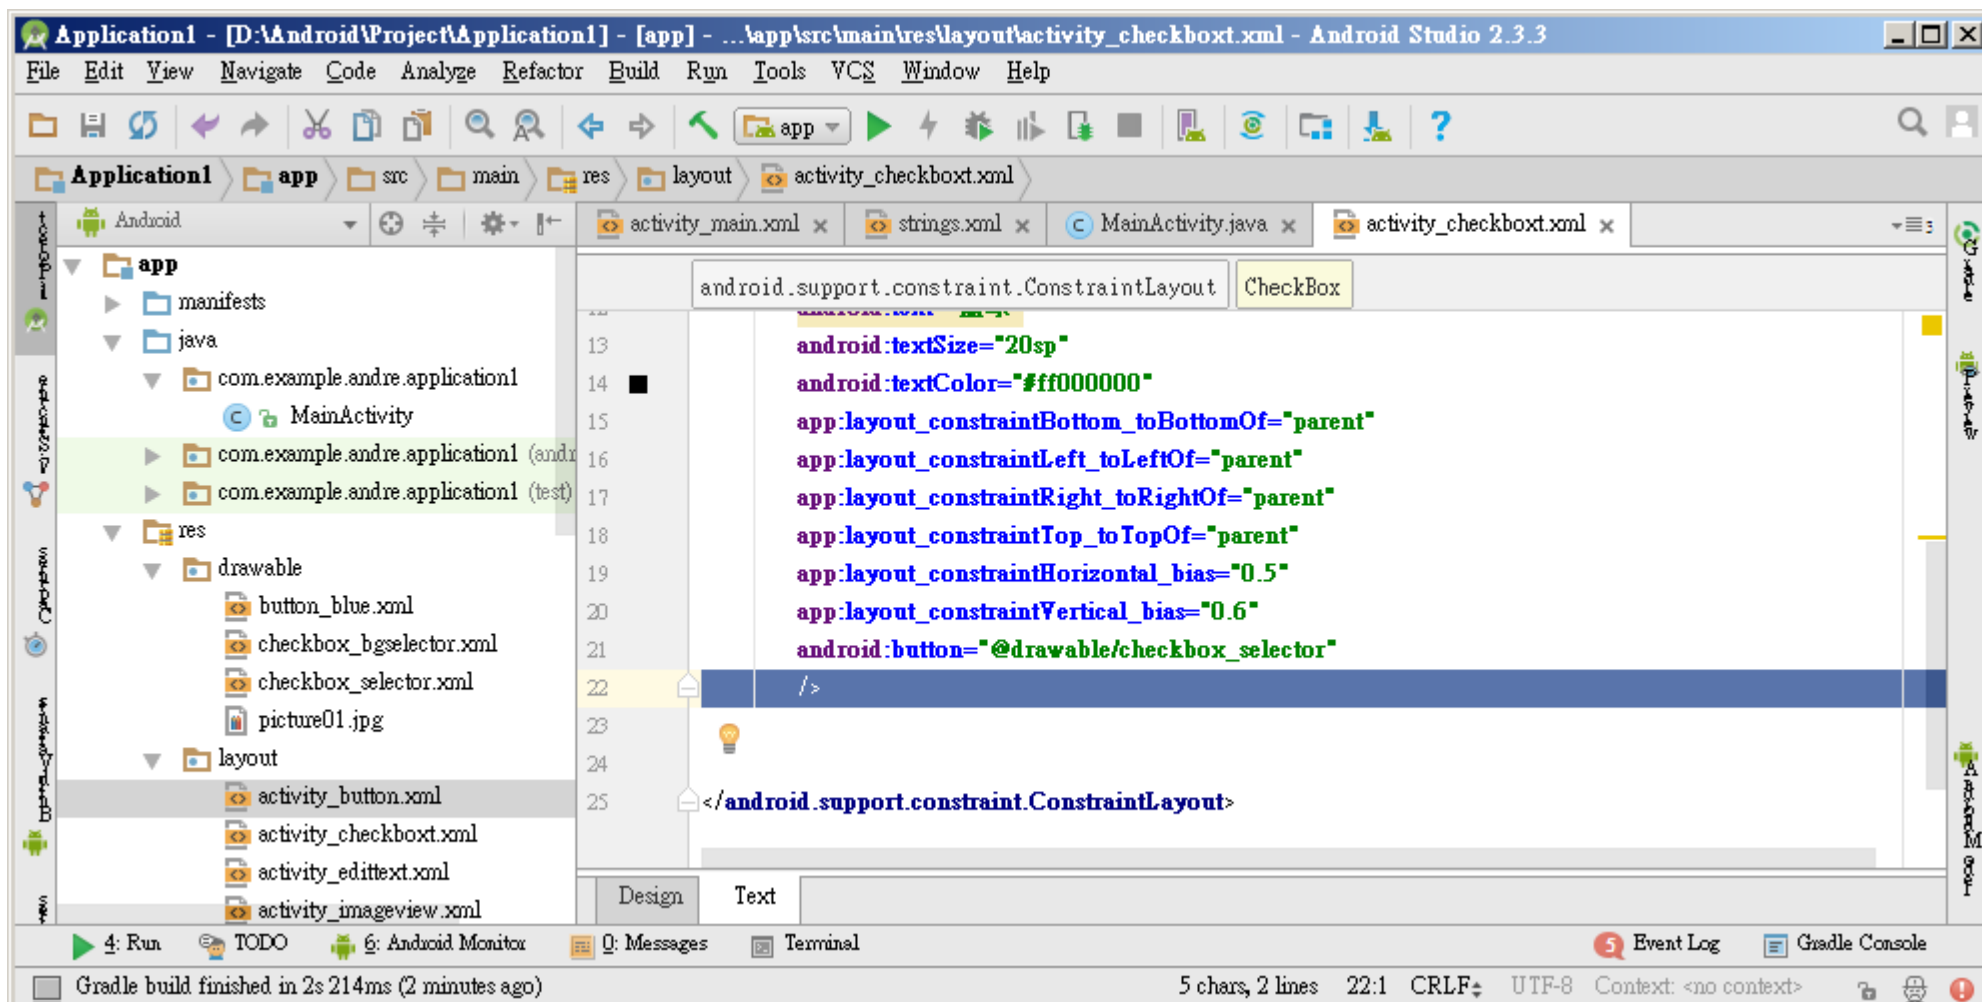 Application1 - [D:\Android\Project\Application1] - [app] - ...\app\src\main\res\layout\activity_checkboxt.xml - Android Studio 2.3.3
File Edit View Navigate Code Analyze Refactor Build Run Tools VCS Window Help
app
Application1 app src main res layout activity_checkboxt.xml
Android
activity_main.xml strings.xml MainActivity.java activity_checkboxt.xml
android.support.constraint.ConstraintLayout CheckBox
app
manifests
java
com.example.andre.application1
MainActivity
com.example.andre.application1 (andr
com.example.andre.application1 (test)
res
drawable
button_blue.xml
checkbox_bgselector.xml
checkbox_selector.xml
picture01.jpg
layout
activity_button.xml
activity_checkboxt.xml
activity_edittext.xml
activity_imageview.xml
13 android:textSize="20sp"
14 android:textColor="#ff000000"
15 app:layout_constraintBottom_toBottomOf="parent"
16 app:layout_constraintLeft_toLeftOf="parent"
17 app:layout_constraintRight_toRightOf="parent"
18 app:layout_constraintTop_toTopOf="parent"
19 app:layout_constraintHorizontal_bias="0.5"
20 app:layout_constraintVertical_bias="0.6"
21 android:button="@drawable/checkbox_selector"
22 />
23
24
25 </android.support.constraint.ConstraintLayout>
Design Text
4: Run TODO 6: Android Monitor 0: Messages Terminal Event Log Gradle Console
Gradle build finished in 2s 214ms (2 minutes ago) 5 chars, 2 lines 22:1 CRLF UTF-8 Context: <no context>